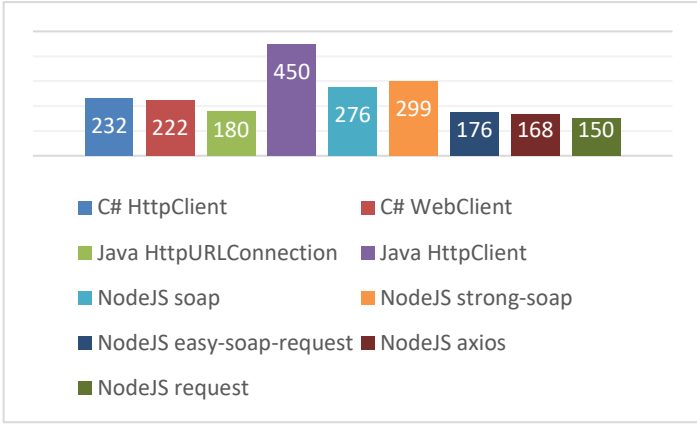 232 222 180 450 276 299 176 168 150
C# HttpClient C# WebClient
Java HttpURLConnection Java HttpClient
NodeJS soap NodeJS strong-soap
NodeJS easy-soap-request NodeJS axios
NodeJS request